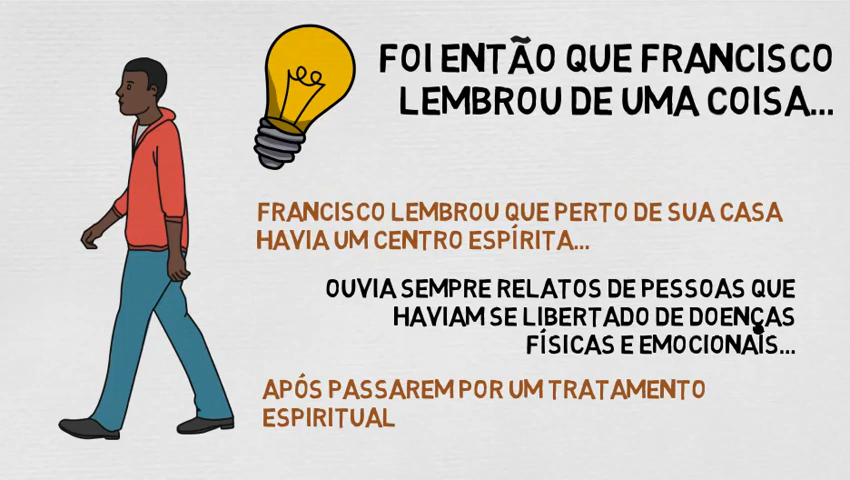 FOI ENTÃO QUE FRANCISCO
LEMBROU DE UMA COISA...
FRANCISCO LEMBROU QUE PERTO DE SUA CASA
HAVIA UM CENTRO ESPÍRITA...
OUVIA SEMPRE RELATOS DE PESSOAS QUE
HAVIAM SE LIBERTADO DE DOENÇAS
FÍSICAS E EMOCIONAIS...
APÓS PASSAREM POR UM TRATAMENTO
ESPIRITUAL